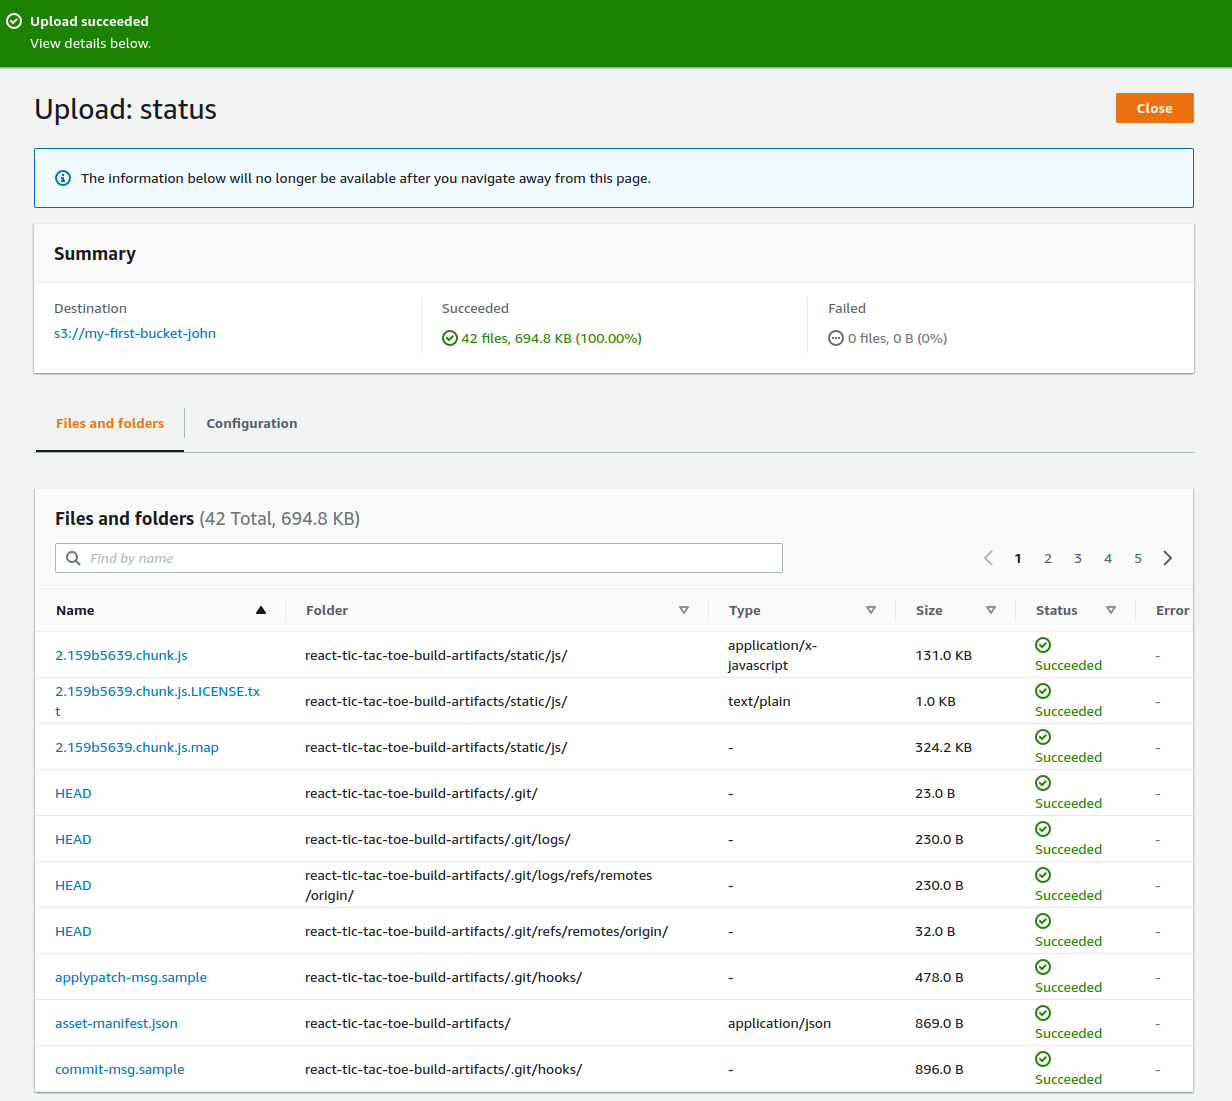 Upload succeeded
View details below.
Upload: status
Close
The information below will no longer be available after you navigate away from this page.
Summary
Destination
s3://my-first-bucket-john
Succeeded
42 files, 694.8 KB (100.00%)
Failed
0 files, 0 B (0%)
Files and folders
Configuration
Files and folders (42 Total, 694.8 KB)
Find by name
1 2 3 4 5
Name Folder Type Size Status Error
2.159b5639.chunk.js react-tic-tac-toe-build-artifacts/static/js/ application/x-
javascript 131.0 KB Succeeded -
2.159b5639.chunk.js.LICENSE.tx
t react-tic-tac-toe-build-artifacts/static/js/ text/plain 1.0 KB Succeeded -
2.159b5639.chunk.js.map react-tic-tac-toe-build-artifacts/static/js/ - 324.2 KB Succeeded -
HEAD react-tic-tac-toe-build-artifacts/.git/ - 23.0 B Succeeded -
HEAD react-tic-tac-toe-build-artifacts/.git/logs/ - 230.0 B Succeeded -
HEAD react-tic-tac-toe-build-artifacts/.git/logs/refs/remotes
/origin/ - 230.0 B Succeeded -
HEAD react-tic-tac-toe-build-artifacts/.git/refs/remotes/origin/ - 32.0 B Succeeded -
applypatch-msg.sample react-tic-tac-toe-build-artifacts/.git/hooks/ - 478.0 B Succeeded -
asset-manifest.json react-tic-tac-toe-build-artifacts/ application/json 869.0 B Succeeded -
commit-msg.sample react-tic-tac-toe-build-artifacts/.git/hooks/ - 896.0 B Succeeded -